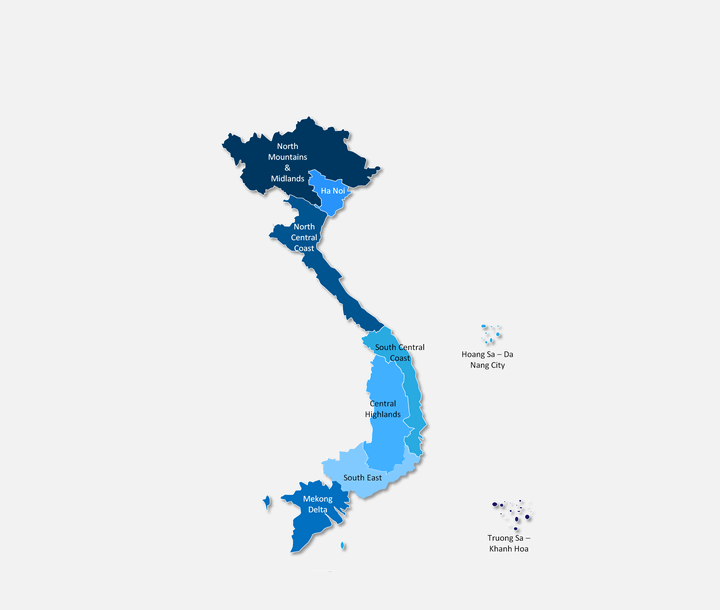 North
Mountains
&
Midlands
Ha Noi
North
Central
Coast
South Central
Coast
Hoang Sa – Da
Nang City
Central
Highlands
South East
Mekong
Delta
Truong Sa –
Khanh Hoa